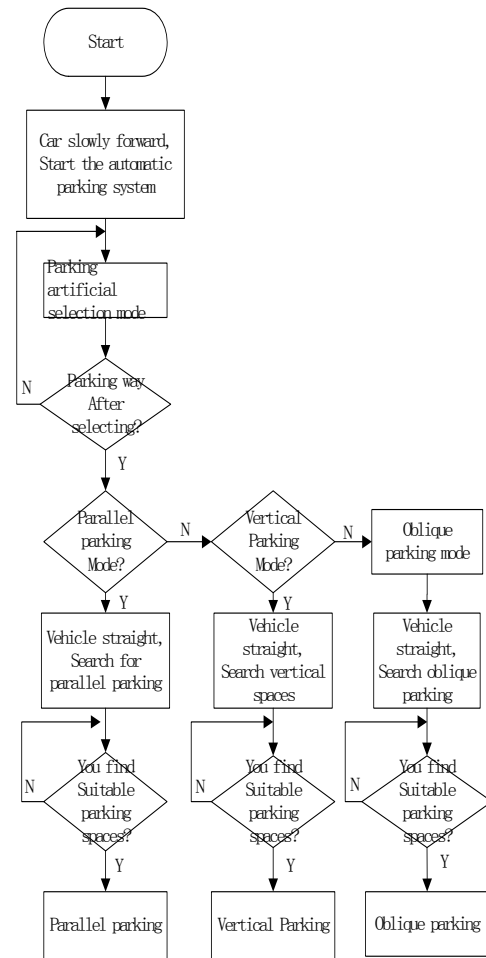 Start
Car slowly forward,
Start the automatic
parking system
Parking
artificial
selection mode
Parking way
After
selecting?
N
Y
Parallel
parking
Mode?
N
Vertical
Parking
Mode?
N
Oblique
parking mode
Y
Y
Vehicle straight,
Search for
parallel parking
Vehicle
straight,
Search vertical
spaces
Vehicle
straight,
Search oblique
parking
You find
Suitable
parking
spaces?
N
Y
You find
Suitable
parking
spaces?
N
Y
You find
Suitable
parking
spaces?
N
Y
Parallel parking
Vertical Parking
Oblique parking